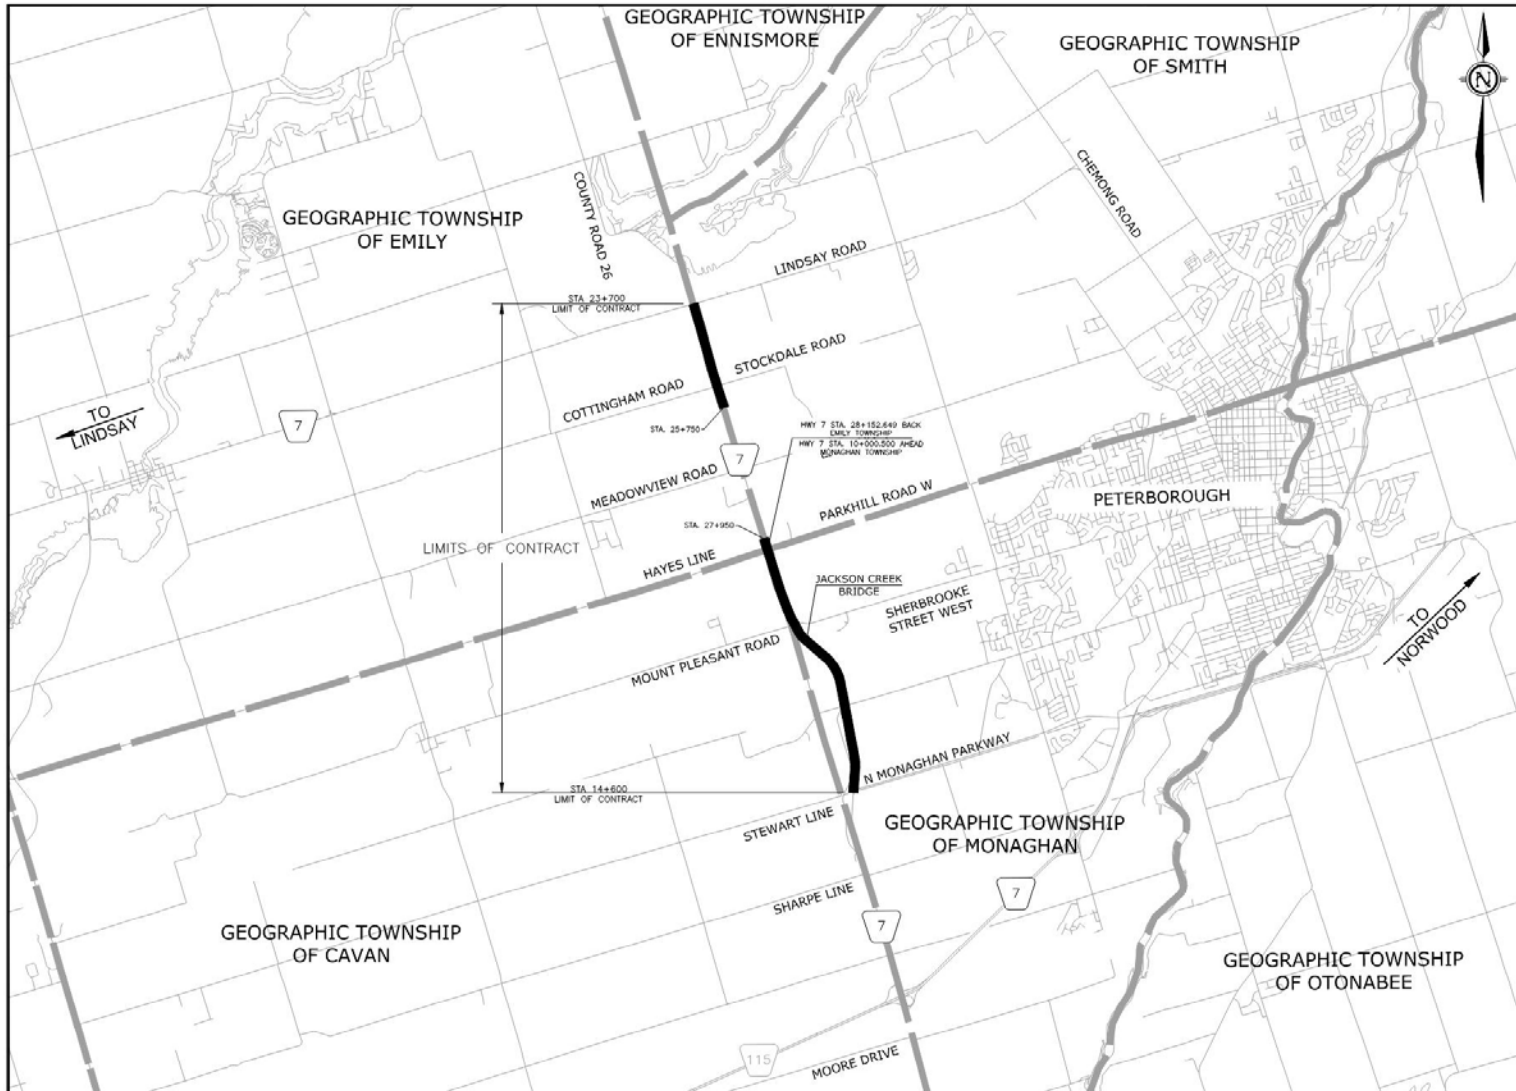 GEOGRAPHIC TOWNSHIP
OF ENNISMORE
GEOGRAPHIC TOWNSHIP
OF SMITH
N
CHEMONG ROAD
COUNTY ROAD 26
GEOGRAPHIC TOWNSHIP
OF EMILY
LINDSAY ROAD
STA. 23+700
LIMIT OF CONTRACT
STOCKDALE ROAD
COTTINGHAM ROAD
TO
LINDSAY
7
STA. 25+750
HWY 7 STA. 28+152.649 BACK
EMILY TOWNSHIP
HWY 7 STA. 10+000.500 AHEAD
MONAGHAN TOWNSHIP
7
MEADOWVIEW ROAD
PARKHILL ROAD W
PETERBOROUGH
STA. 27+950
LIMITS OF CONTRACT
HAYES LINE
JACKSON CREEK
BRIDGE
SHERBROOKE
STREET WEST
TO
NORWOOD
MOUNT PLEASANT ROAD
N MONAGHAN PARKWAY
STA. 14+600
LIMIT OF CONTRACT
STEWART LINE
GEOGRAPHIC TOWNSHIP
OF MONAGHAN
SHARPE LINE
7
7
GEOGRAPHIC TOWNSHIP
OF CAVAN
GEOGRAPHIC TOWNSHIP
OF OTONABEE
115
MOORE DRIVE